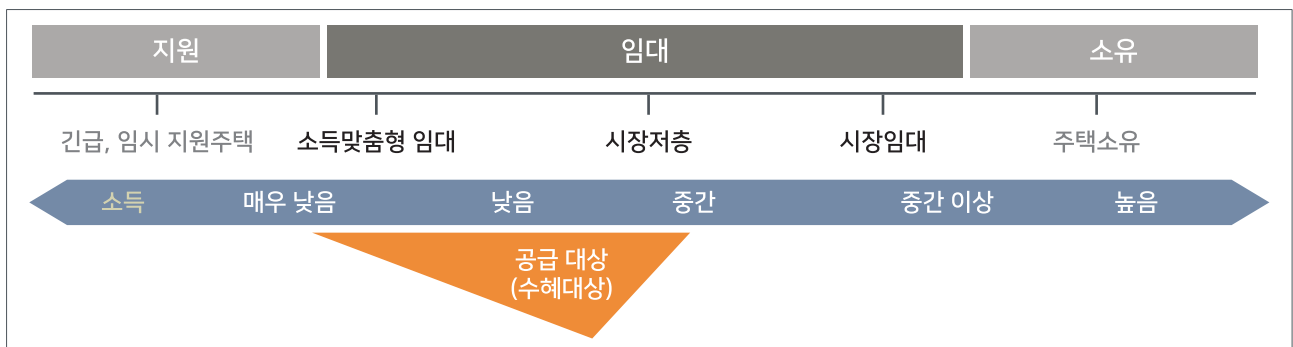 지원 임대 소유
긴급, 임시 지원주택 소득맞춤형 임대 시장저층 시장임대 주택소유
소득 매우 낮음 낮음 중간 중간 이상 높음
공급 대상
(수혜대상)